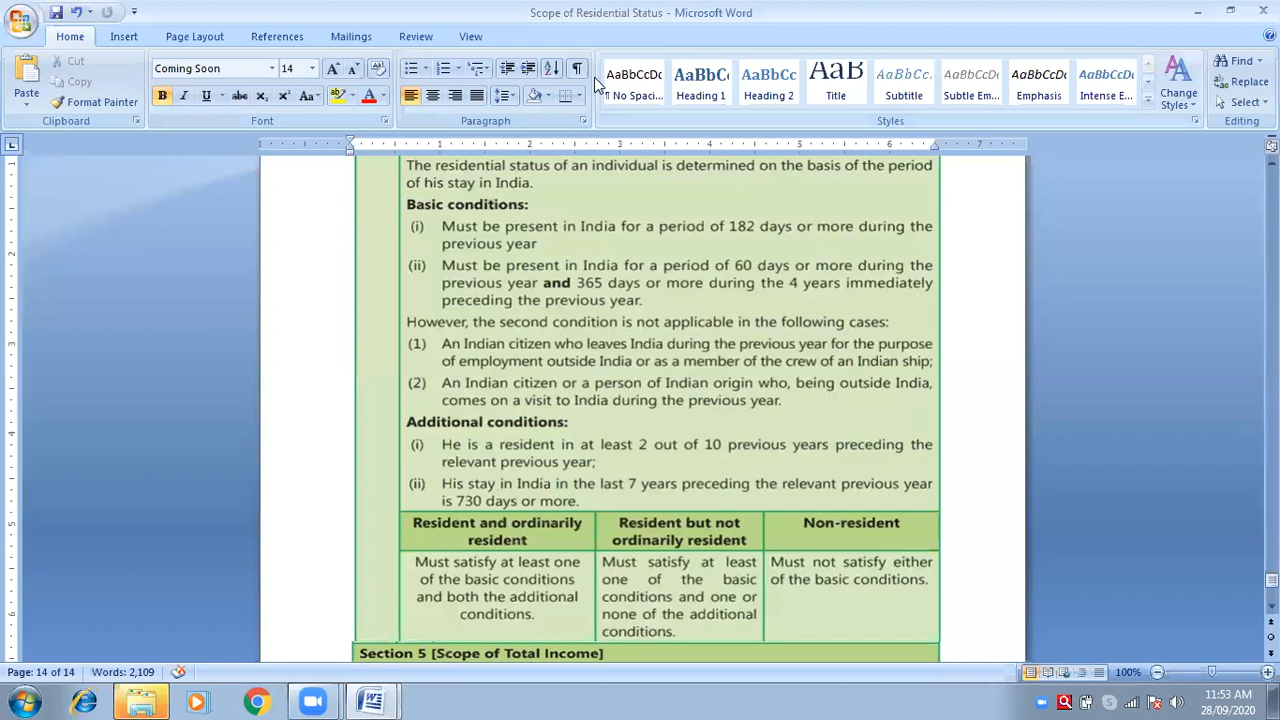 Scope of Residential Status - Microsoft Word
Home Insert Page Layout References Mailings Review View
Paste
Cut
Copy
Format Painter
Clipboard
Coming Soon 14
Font
Paragraph
AaBbCcDc AaBbC AaBbCc AaB AaBbCc. AaBbCcDc AaBbCcDc AaBbCcDc
¶ No Spaci... Heading 1 Heading 2 Title Subtitle Subtle Em... Emphasis Intense E...
Change
Styles
Styles
Find
Replace
Select
Editing
1 1 2 3 4 5 6 7
The residential status of an individual is determined on the basis of the period
of his stay in India.
Basic conditions:
(i) Must be present in India for a period of 182 days or more during the
previous year
(ii) Must be present in India for a period of 60 days or more during the
previous year and 365 days or more during the 4 years immediately
preceding the previous year.
However, the second condition is not applicable in the following cases:
(1) An Indian citizen who leaves India during the previous year for the purpose
of employment outside India or as a member of the crew of an Indian ship;
(2) An Indian citizen or a person of Indian origin who, being outside India,
comes on a visit to India during the previous year.
Additional conditions:
(i) He is a resident in at least 2 out of 10 previous years preceding the
relevant previous year;
(ii) His stay in India in the last 7 years preceding the relevant previous year
is 730 days or more.
Resident and ordinarily
resident
Resident but not
ordinarily resident
Non-resident
Must satisfy at least one
of the basic conditions
and both the additional
conditions.
Must satisfy at least
one of the basic
conditions and one or
none of the additional
conditions.
Must not satisfy either
of the basic conditions.
Section 5 [Scope of Total Income]
Page: 14 of 14 Words: 2,109 100%
11:53 AM
28/09/2020